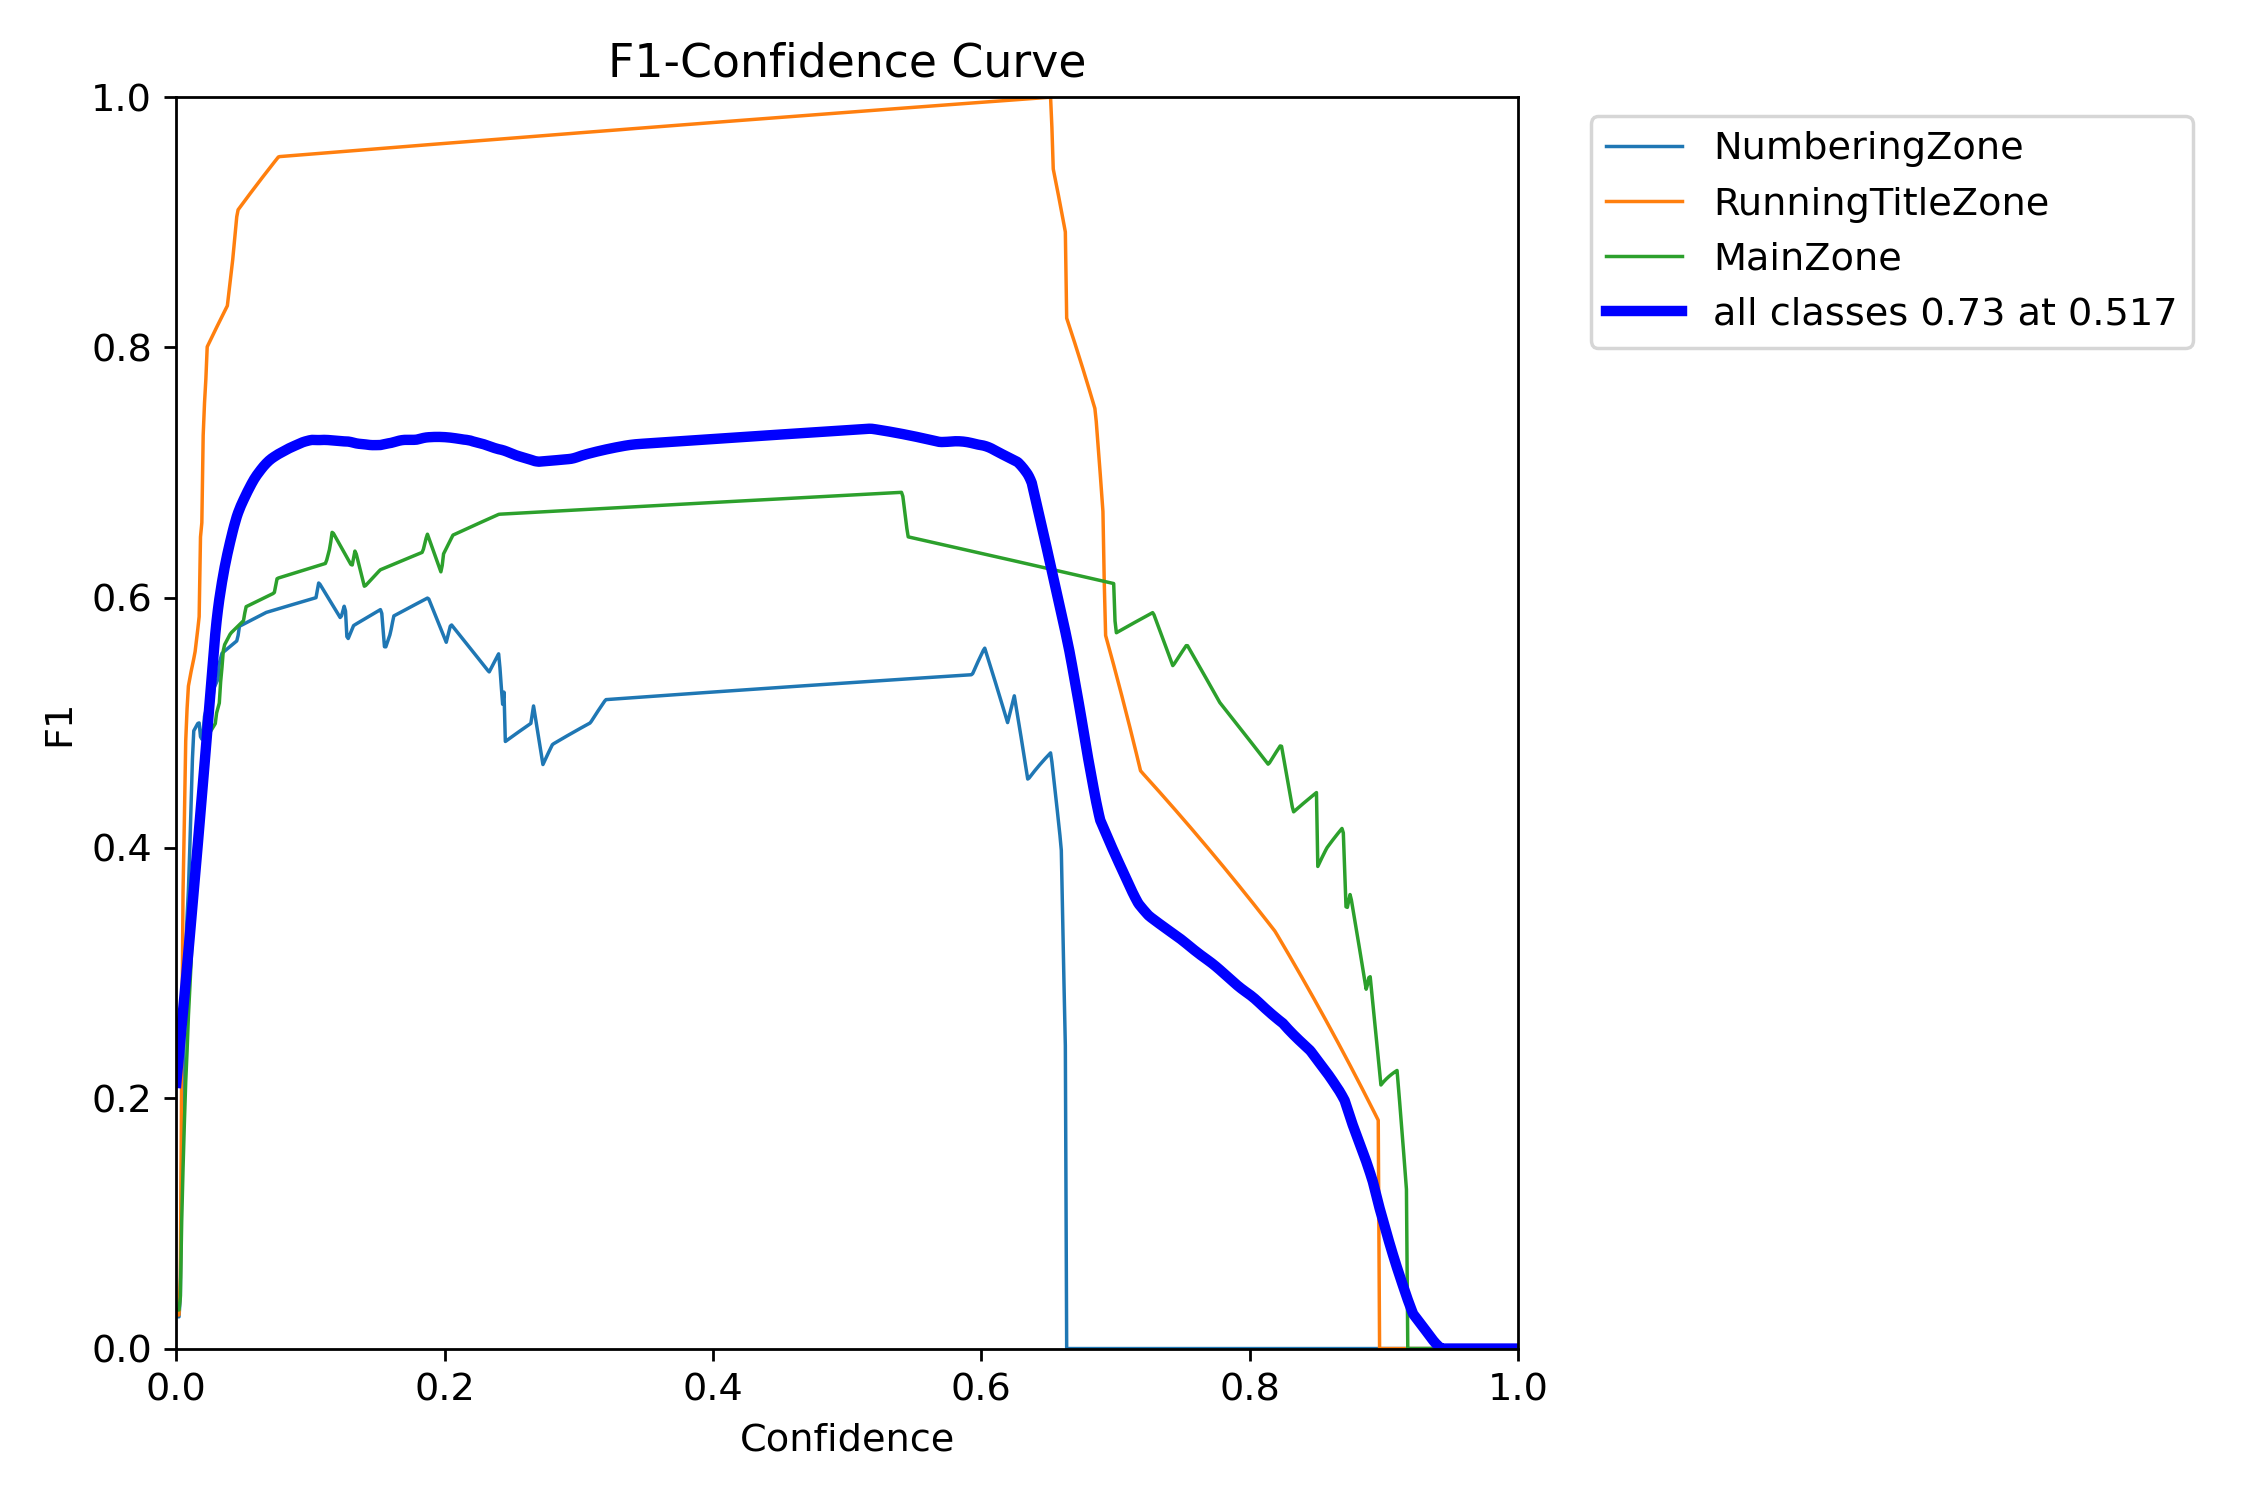 F1-Confidence Curve
1.0
0.8
0.6
0.4
0.2
0.0
F1
0.0 0.2 0.4 0.6 0.8 1.0
Confidence
NumberingZone
RunningTitleZone
MainZone
all classes 0.73 at 0.517